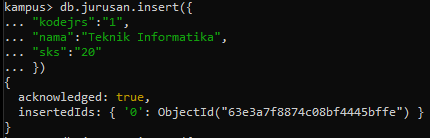 kampus> db.jurusan.insert({
... "kodejrs":"1",
... "nama":"Teknik Informatika",
... "sks":"20"
... })
{
  acknowledged: true,
  insertedIds: { '0': ObjectId("63e3a7f8874c08bf4445bffe") }
}